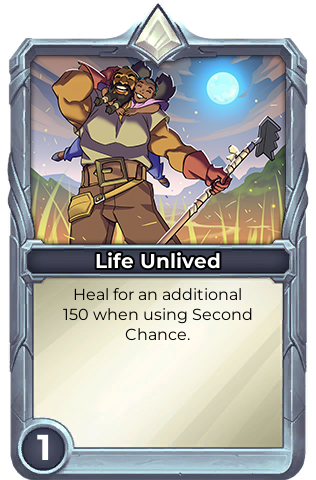 Life Unlived
Heal for an additional
150 when using Second
Chance.
1